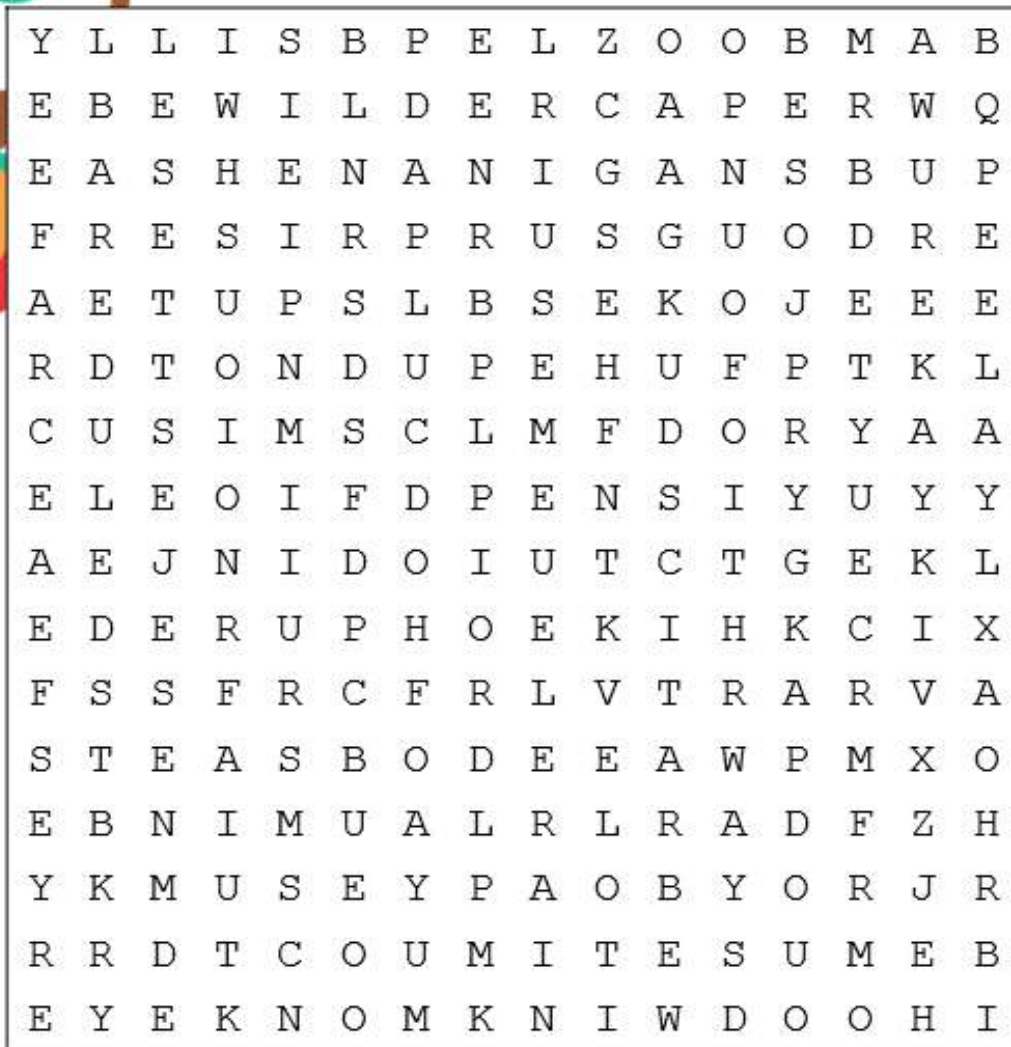 Y L L I S B P E L Z O O B M A B
E B E W I L D E R C A P E R W Q
E A S H E N A N I G A N S B U P
F R E S I R P R U S G U O D R E
A E T U P S L B S E K O J E E E
R D T O N D U P E H U F P T K L
C U S I M S C L M F D O R Y A A
E L E O I F D P E N S I Y U Y Y
A E J N I D O I U T C T G E K L
E D E R U P H O E K I H K C I X
F S S F R C F R L V T R A R V A
S T E A S B O D E E A W P M X O
E B N I M U A L R L R A D F Z H
Y K M U S E Y P A O B Y O R J R
R R D T C O U M I T E S U M E B
E Y E K N O M K N I W D O O H I